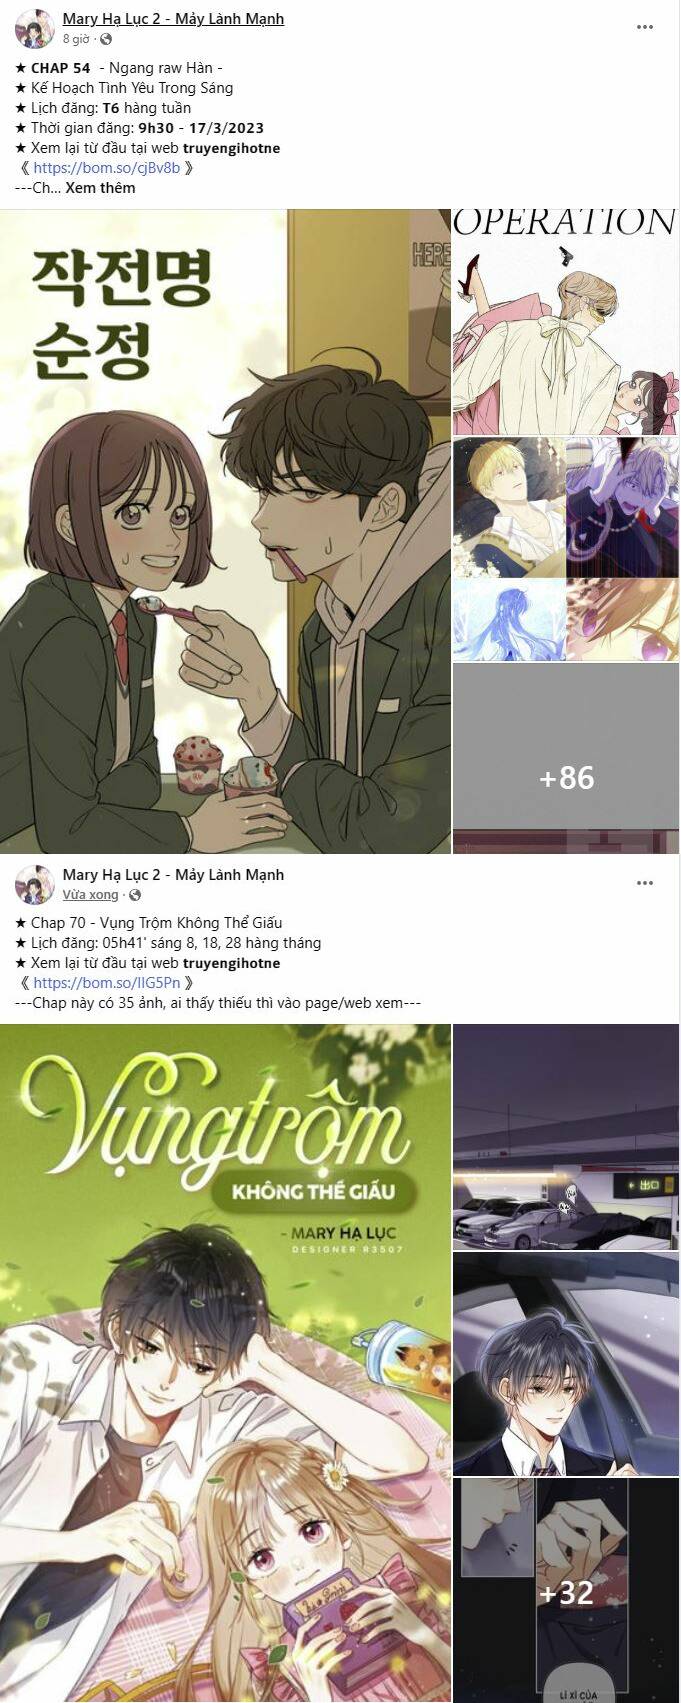 Mary Hạ Lục 2 - Mảy Lành Mạnh
8 giờ ·
★ CHAP 54 - Ngang raw Hàn -
★ Kế Hoạch Tình Yêu Trong Sáng
★ Lịch đăng: T6 hàng tuần
★ Thời gian đăng: 9h30 - 17/3/2023
★ Xem lại từ đầu tại web truyengihotne
《 https://bom.so/cjBv8b 》
---Ch... Xem thêm
작전명
순정
HERE
OPERATION
+86
Mary Hạ Lục 2 - Mảy Lành Mạnh
Vừa xong ·
★ Chap 70 - Vụng Trộm Không Thể Giấu
★ Lịch đăng: 05h41' sáng 8, 18, 28 hàng tháng
★ Xem lại từ đầu tại web truyengihotne
《 https://bom.so/lIG5Pn 》
---Chap này có 35 ảnh, ai thấy thiếu thì vào page/web xem---
Vụng trộm
KHÔNG THỂ GIẤU
- MARY HẠ LỤC
DESIGNER R3507
出口
+32
LÌ XÌ CỦA